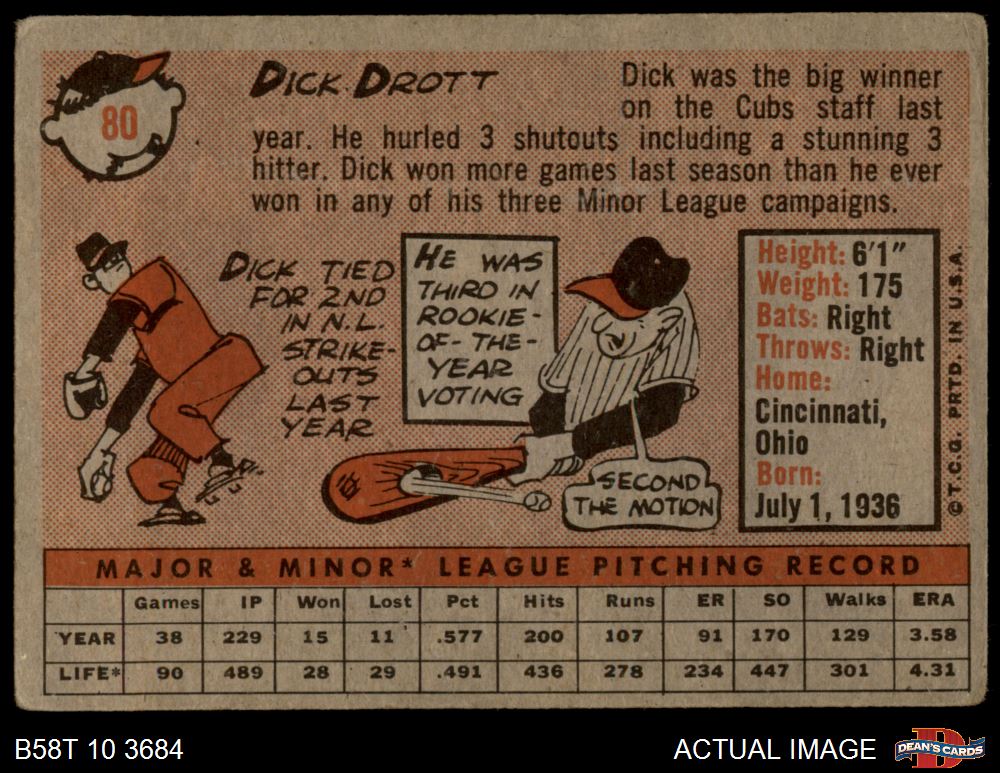 80
DICK DROTT
Dick was the big winner
on the Cubs staff last
year. He hurled 3 shutouts including a stunning 3
hitter. Dick won more games last season than he ever
won in any of his three Minor League campaigns.
DICK TIED
FOR 2ND
IN N.L.
STRIKE-
OUTS
LAST
YEAR
HE WAS
THIRD IN
ROOKIE-
OF-THE-
YEAR
VOTING
SECOND
THE MOTION
Height: 6'1"
Weight: 175
Bats: Right
Throws: Right
Home:
Cincinnati,
Ohio
Born:
July 1, 1936
© T.C.G. PRTD. IN U.S.A.
MAJOR & MINOR* LEAGUE PITCHING RECORD
Games IP Won Lost Pct Hits Runs ER SO Walks ERA
YEAR 38 229 15 11 .577 200 107 91 170 129 3.58
LIFE* 90 489 28 29 .491 436 278 234 447 301 4.31
B58T 10 3684
ACTUAL IMAGE
D
DEAN'S CARDS